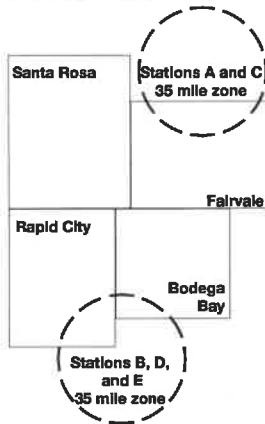 Santa Rosa
Stations A and C
35 mile zone
Fairvale
Rapid City
Bodega
Bay
Stations B, D,
and E
35 mile zone